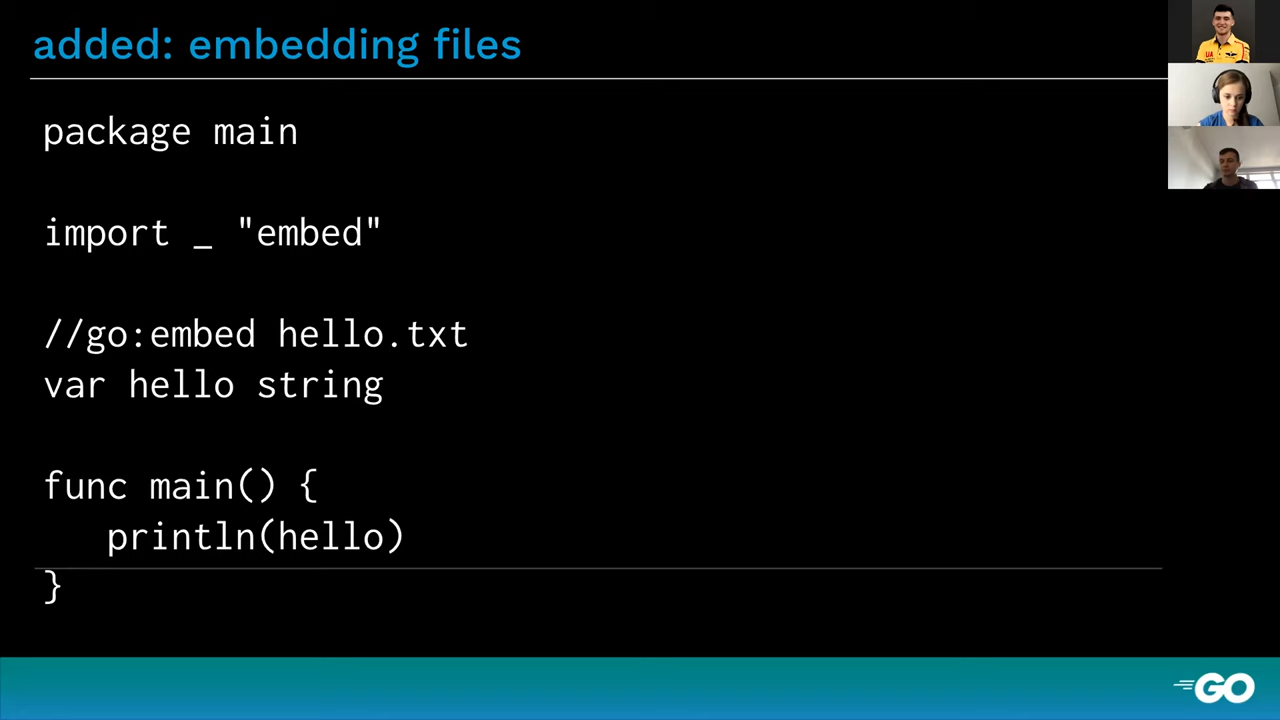 added: embedding files
package main
import _ "embed"
//go:embed hello.txt
var hello string
func main() {
   println(hello)
}
GO
UA